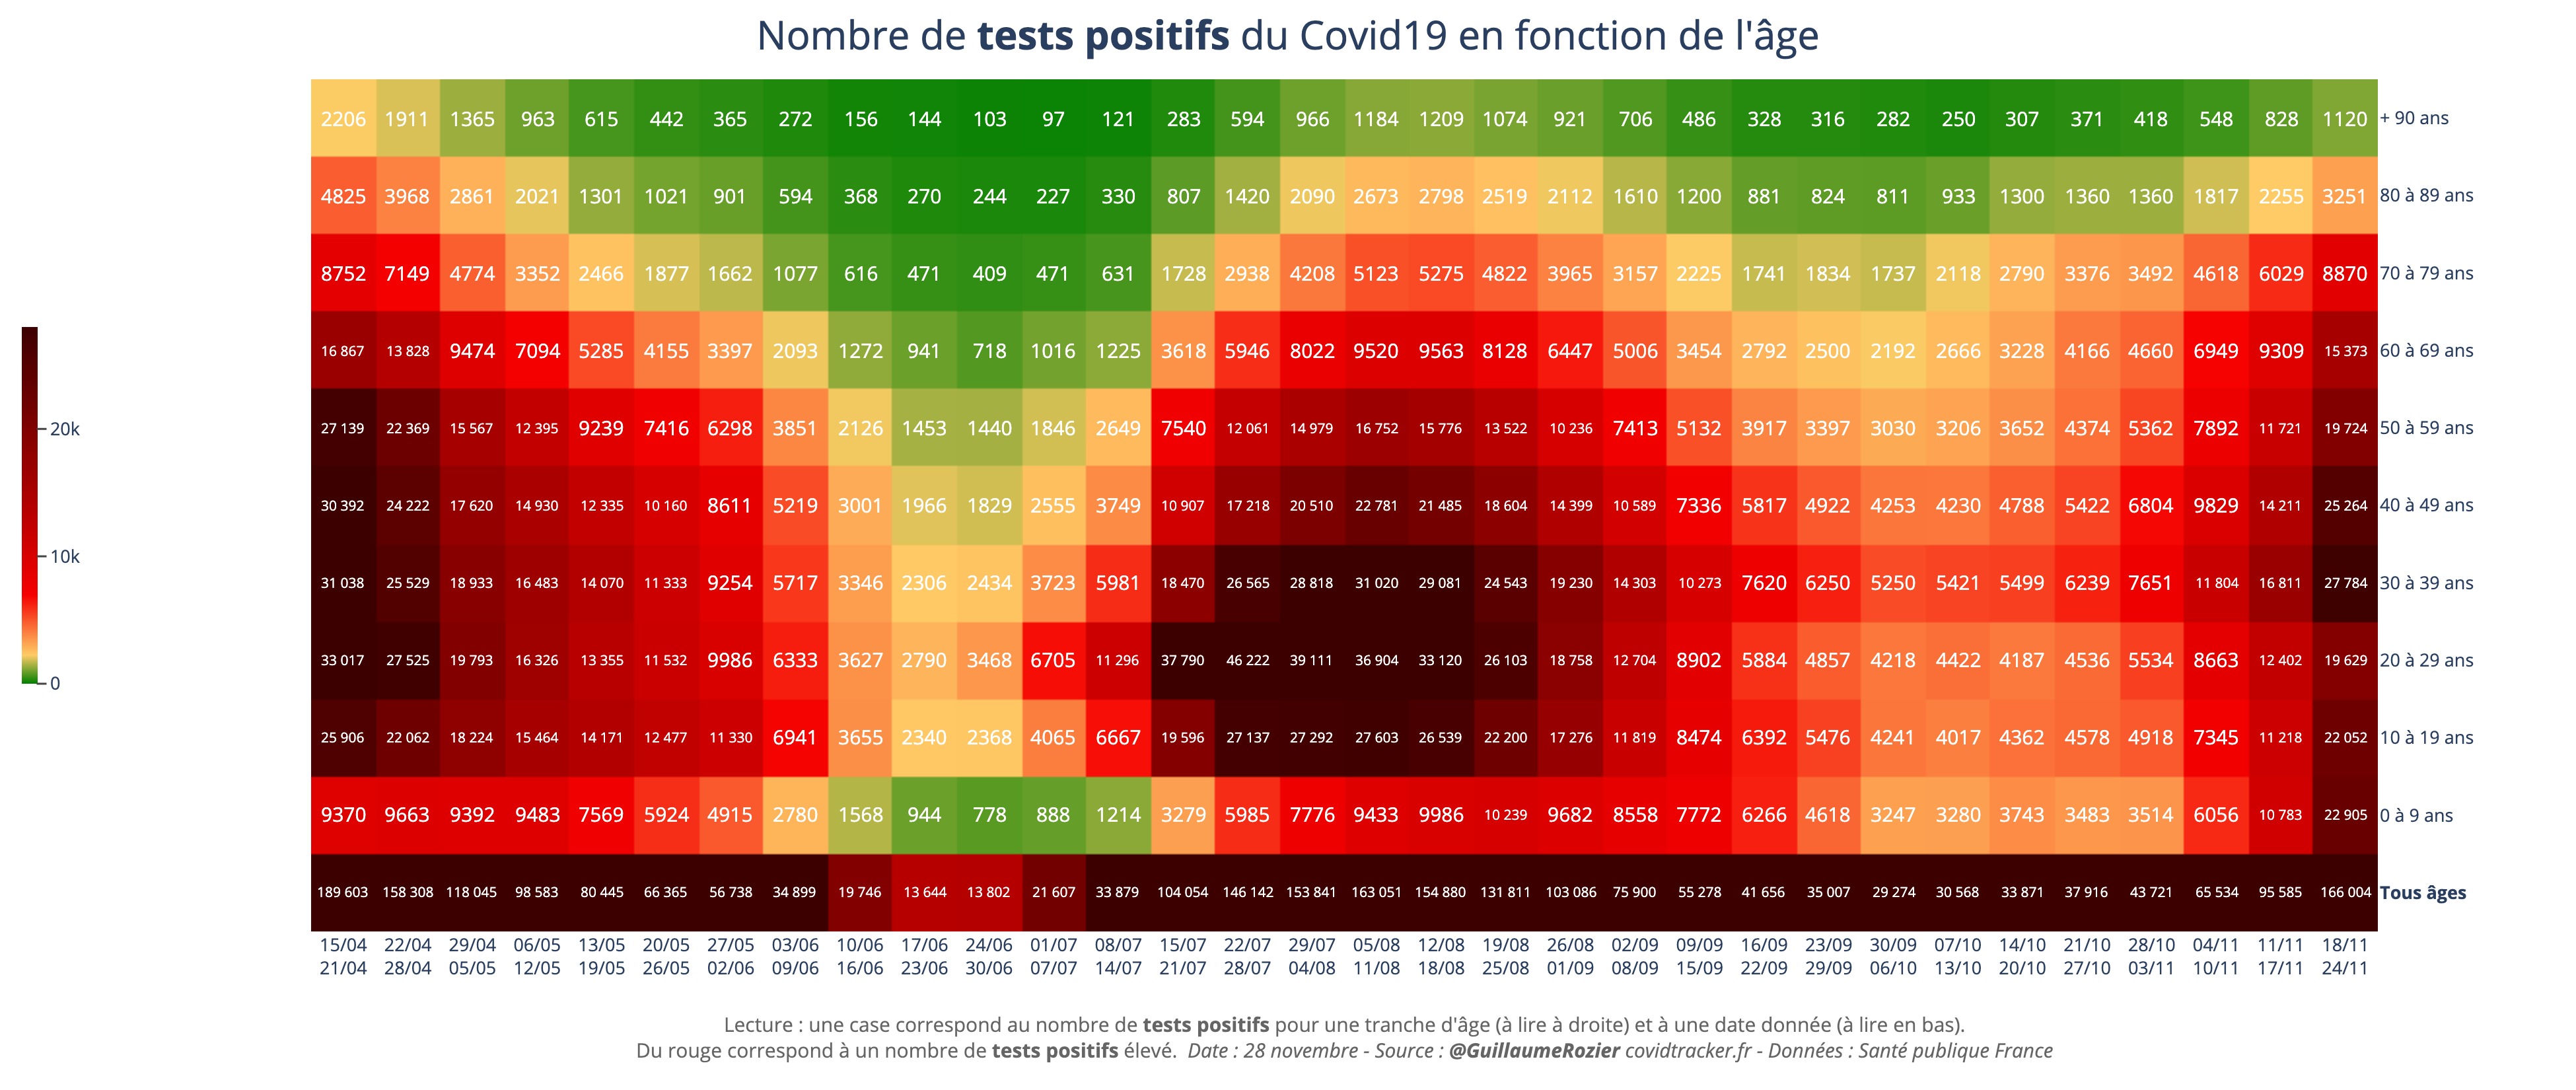 Nombre de tests positifs du Covid19 en fonction de l'âge
2206 1911 1365 963 615 442 365 272 156 144 103 97 121 283 594 966 1184 1209 1074 921 706 486 328 316 282 250 307 371 418 548 828 1120 + 90 ans
4825 3968 2861 2021 1301 1021 901 594 368 270 244 227 330 807 1420 2090 2673 2798 2519 2112 1610 1200 881 824 811 933 1300 1360 1360 1817 2255 3251 80 à 89 ans
8752 7149 4774 3352 2466 1877 1662 1077 616 471 409 471 631 1728 2938 4208 5123 5275 4822 3965 3157 2225 1741 1834 1737 2118 2790 3376 3492 4618 6029 8870 70 à 79 ans
16 867 13 828 9474 7094 5285 4155 3397 2093 1272 941 718 1016 1225 3618 5946 8022 9520 9563 8128 6447 5006 3454 2792 2500 2192 2666 3228 4166 4660 6949 9309 15 373 60 à 69 ans
27 139 22 369 15 567 12 395 9239 7416 6298 3851 2126 1453 1440 1846 2649 7540 12 061 14 979 16 752 15 776 13 522 10 236 7413 5132 3917 3397 3030 3206 3652 4374 5362 7892 11 721 19 724 50 à 59 ans
30 392 24 222 17 620 14 930 12 335 10 160 8611 5219 3001 1966 1829 2555 3749 10 907 17 218 20 510 22 781 21 485 18 604 14 399 10 589 7336 5817 4922 4253 4230 4788 5422 6804 9829 14 211 25 264 40 à 49 ans
31 038 25 529 18 933 16 483 14 070 11 333 9254 5717 3346 2306 2434 3723 5981 18 470 26 565 28 818 31 020 29 081 24 543 19 230 14 303 10 273 7620 6250 5250 5421 5499 6239 7651 11 804 16 811 27 784 30 à 39 ans
33 017 27 525 19 793 16 326 13 355 11 532 9986 6333 3627 2790 3468 6705 11 296 37 790 46 222 39 111 36 904 33 120 26 103 18 758 12 704 8902 5884 4857 4218 4422 4187 4536 5534 8663 12 402 19 629 20 à 29 ans
25 906 22 062 18 224 15 464 14 171 12 477 11 330 6941 3655 2340 2368 4065 6667 19 596 27 137 27 292 27 603 26 539 22 200 17 276 11 819 8474 6392 5476 4241 4017 4362 4578 4918 7345 11 218 22 052 10 à 19 ans
9370 9663 9392 9483 7569 5924 4915 2780 1568 944 778 888 1214 3279 5985 7776 9433 9986 10 239 9682 8558 7772 6266 4618 3247 3280 3743 3483 3514 6056 10 783 22 905 0 à 9 ans
189 603 158 308 118 045 98 583 80 445 66 365 56 738 34 899 19 746 13 644 13 802 21 607 33 879 104 054 146 142 153 841 163 051 154 880 131 811 103 086 75 900 55 278 41 656 35 007 29 274 30 568 33 871 37 916 43 721 65 534 95 585 166 004 Tous âges
15/04 22/04 29/04 06/05 13/05 20/05 27/05 03/06 10/06 17/06 24/06 01/07 08/07 15/07 22/07 29/07 05/08 12/08 19/08 26/08 02/09 09/09 16/09 23/09 30/09 07/10 14/10 21/10 28/10 04/11 11/11 18/11
21/04 28/04 05/05 12/05 19/05 26/05 02/06 09/06 16/06 23/06 30/06 07/07 14/07 21/07 28/07 04/08 11/08 18/08 25/08 01/09 08/09 15/09 22/09 29/09 06/10 13/10 20/10 27/10 03/11 10/11 17/11 24/11
20k
10k
0
Lecture : une case correspond au nombre de tests positifs pour une tranche d'âge (à lire à droite) et à une date donnée (à lire en bas).
Du rouge correspond à un nombre de tests positifs élevé. Date : 28 novembre - Source : @GuillaumeRozier covidtracker.fr - Données : Santé publique France